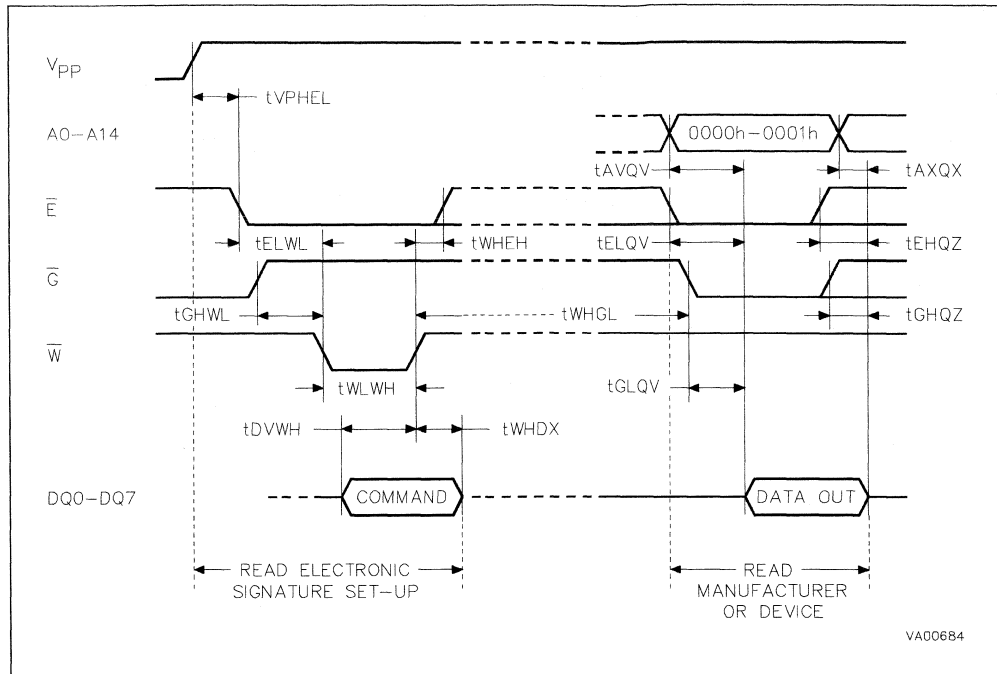 VPP
tVPHEL
A0-A14
0000h-0001h
tAVQV
tAXQX
E
tELWL
tWHEH
tELQV
tEHQZ
G
tGHWL
tWHGL
tGHQZ
W
tWLWH
tGLQV
tDVWH
tWHDX
DQ0-DQ7
COMMAND
DATA OUT
READ ELECTRONIC
SIGNATURE SET-UP
READ
MANUFACTURER
OR DEVICE
VA00684